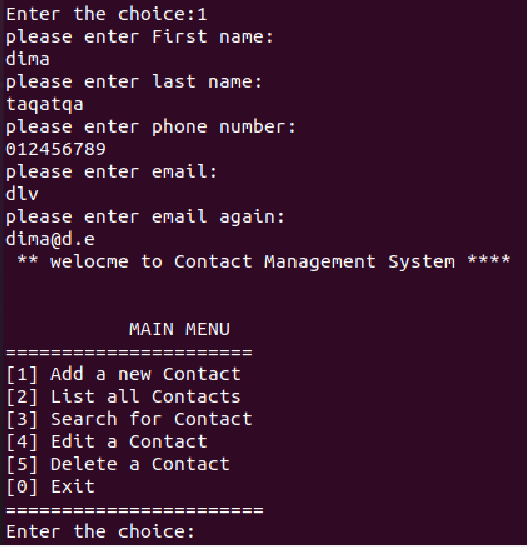 Enter the choice:1
please enter First name:
dima
please enter last name:
taqatqa
please enter phone number:
012456789
please enter email:
dlv
please enter email again:
dima@d.e
** welocme to Contact Management System ****
MAIN MENU
======================
[1] Add a new Contact
[2] List all Contacts
[3] Search for Contact
[4] Edit a Contact
[5] Delete a Contact
[0] Exit
=======================
Enter the choice: